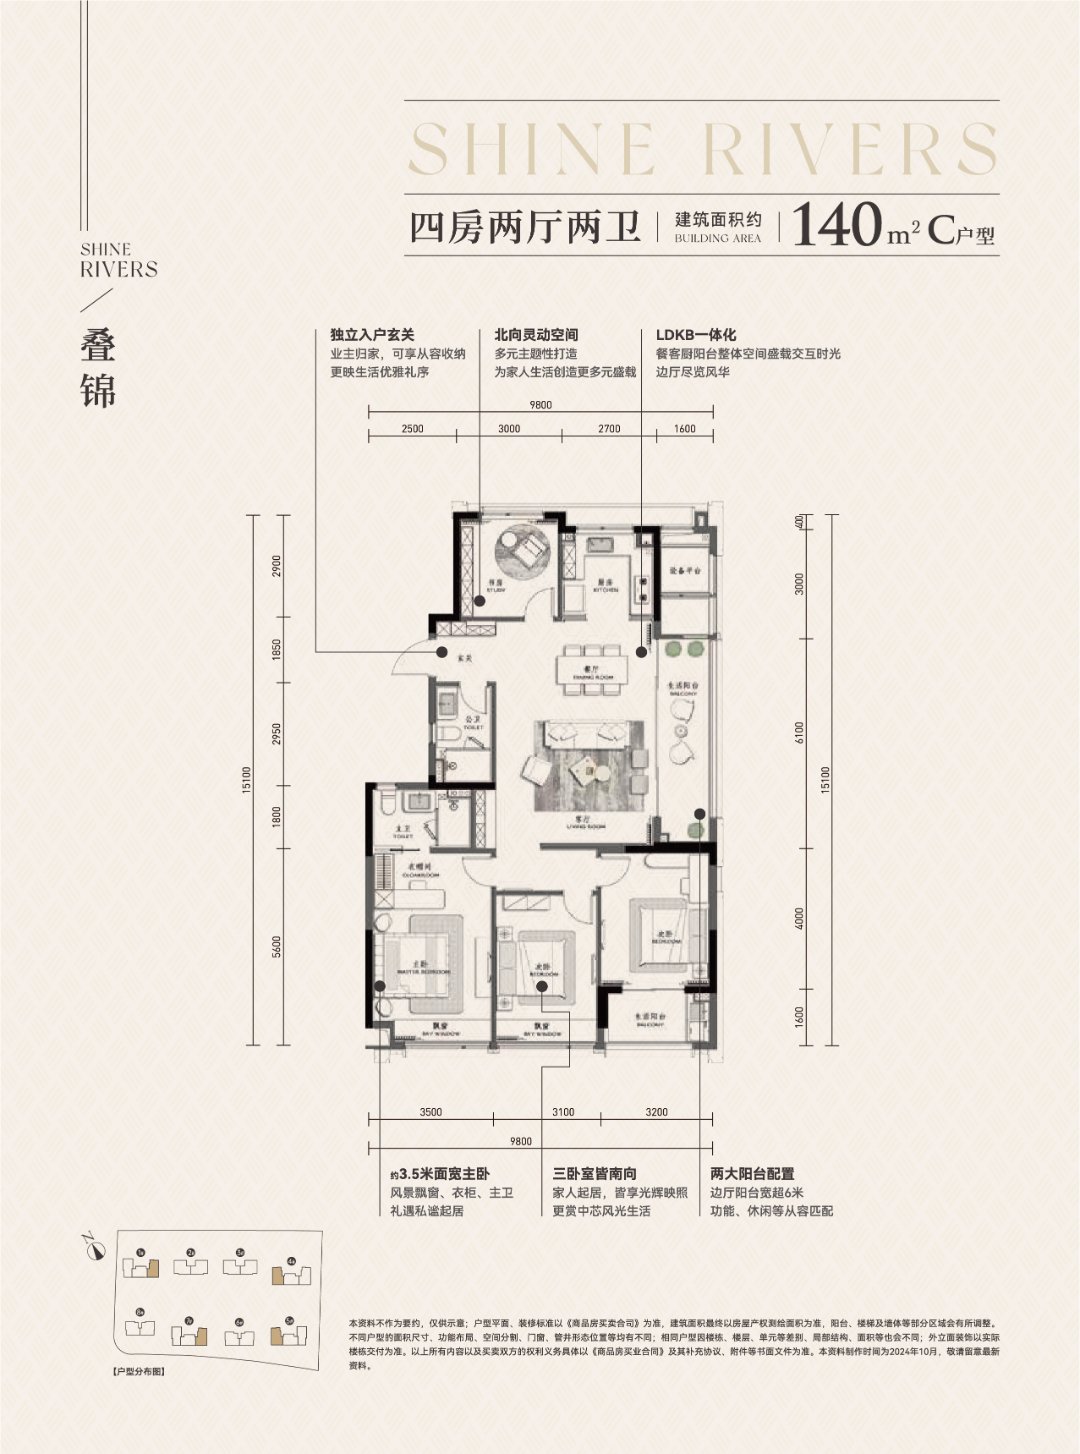 SHINE RIVERS
四房两厅两卫
建筑面积约
BUILDING AREA
140m² C户型
SHINE
RIVERS
叠锦
独立入户玄关
业主归家，可享从容收纳
更映生活优雅礼序
北向灵动空间
多元主题性打造
为家人生活创造更多元盛载
LDKB一体化
餐客厨阳台整体空间盛载交互时光
边厅尽览风华
9800
2500
3000
2700
1600
15100
2900
1850
2950
1800
5600
400
3000
6100
4000
1600
15100
书房
STUDY
厨房
KITCHEN
设备平台
玄关
餐厅
DINING ROOM
生活阳台
BALCONY
公卫
TOILET
客厅
LIVING ROOM
主卫
TOILET
衣帽间
CLOAKROOM
主卧
MASTER BEDROOM
次卧
BEDROOM
次卧
BEDROOM
飘窗
BAY WINDOW
飘窗
BAY WINDOW
生活阳台
BALCONY
3500
3100
3200
9800
约3.5米面宽主卧
风景飘窗、衣柜、主卫
礼遇私谧起居
三卧室皆南向
家人起居，皆享光辉映照
更赏中芯风光生活
两大阳台配置
边厅阳台宽超6米
功能、休闲等从容匹配
N
1#
2#
3#
4#
8#
7#
6#
5#
【户型分布图】
本资料不作为要约，仅供示意；户型平面、装修标准以《商品房买卖合同》为准，建筑面积最终以房屋产权测绘面积为准，阳台、楼梯及墙体等部分区域会有所调整。
不同户型的面积尺寸、功能布局、空间分割、门窗、管井形态位置等均有不同；相同户型因楼栋、楼层、单元等差别、局部结构、面积等也会不同；外立面装饰以实际
楼栋交付为准。以上所有内容以及买卖双方的权利义务具体以《商品房买业合同》及其补充协议、附件等书面文件为准。本资料制作时间为2024年10月，敬请留意最新
资料。